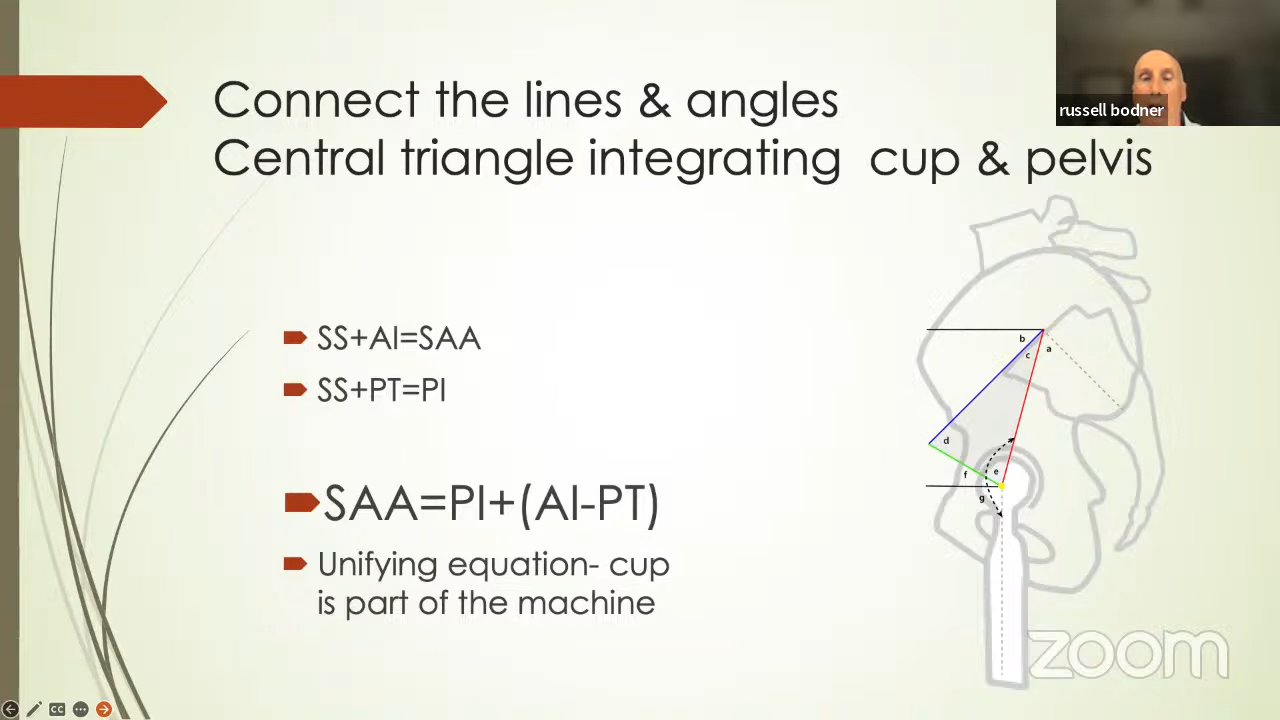 Connect the lines & angles
Central triangle integrating cup & pelvis
russell bodner
SS+AI=SAA
SS+PT=PI
SAA=PI+(AI-PT)
Unifying equation- cup
is part of the machine
b
a
c
d
e
f
g
zoom
CC